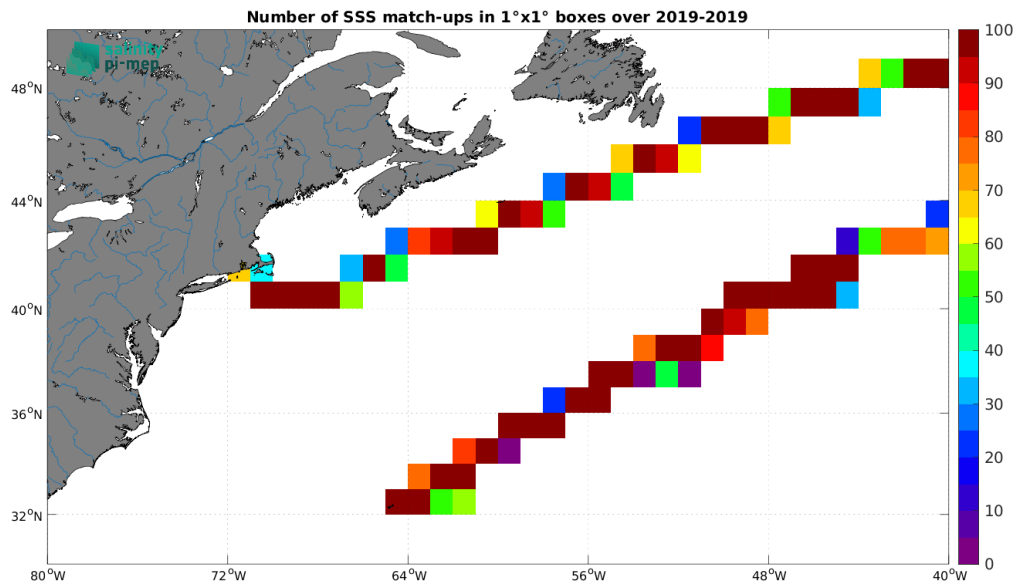 Number of SSS match-ups in 1°x1° boxes over 2019-2019
salinity
pi-mep
48°N
44°N
40°N
36°N
32°N
80°W
72°W
64°W
56°W
48°W
40°W
100
90
80
70
60
50
40
30
20
10
0